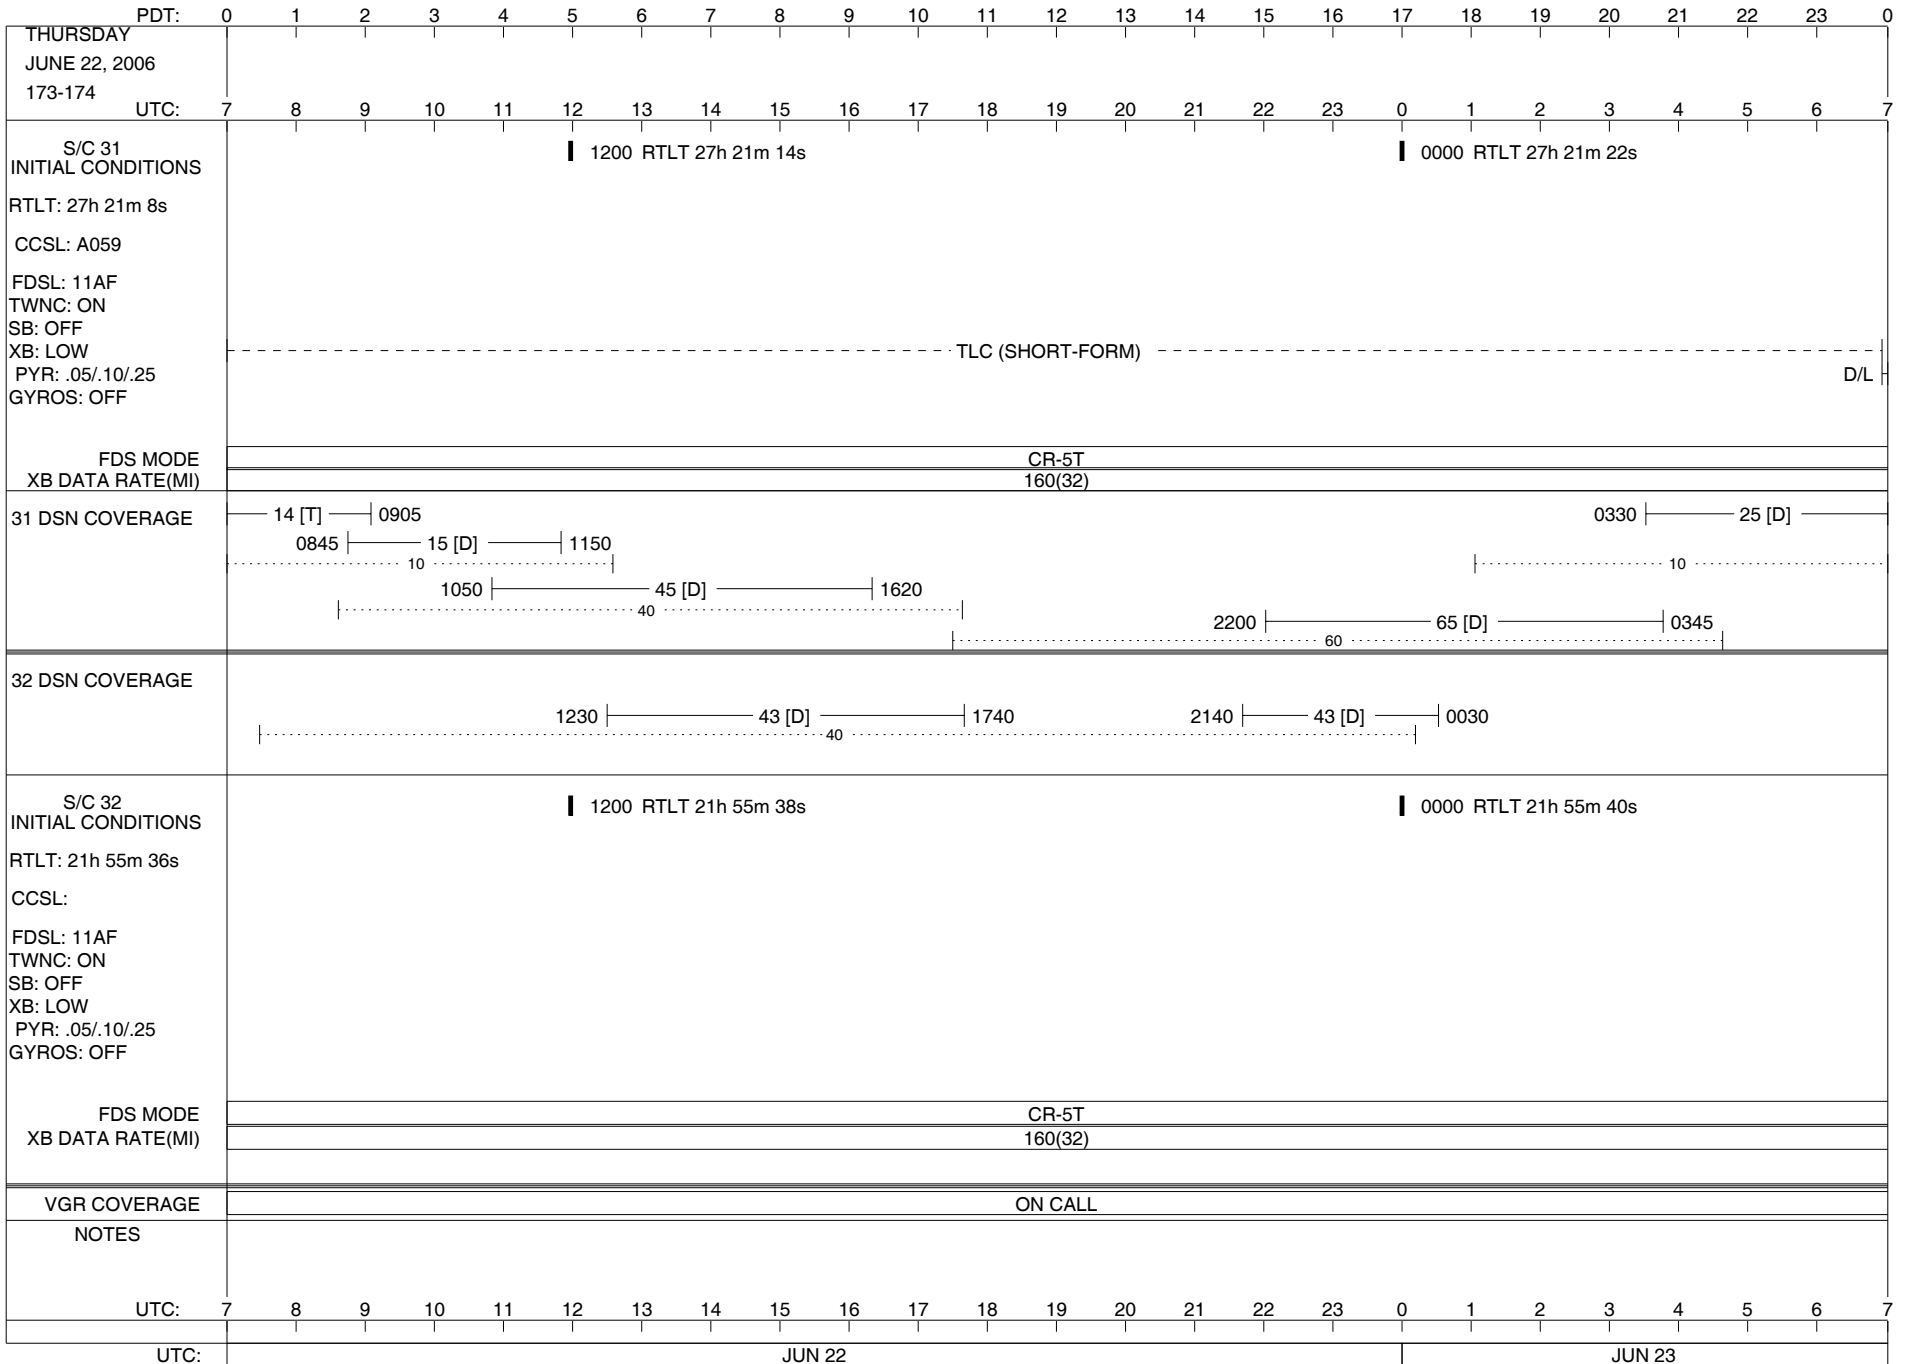 PDT: 0 1 2 3 4 5 6 7 8 9 10 11 12 13 14 15 16 17 18 19 20 21 22 23 0
THURSDAY
JUNE 22, 2006
173-174
UTC: 7 8 9 10 11 12 13 14 15 16 17 18 19 20 21 22 23 0 1 2 3 4 5 6 7
S/C 31
INITIAL CONDITIONS
1200 RTLT 27h 21m 14s
0000 RTLT 27h 21m 22s
RTLT: 27h 21m 8s
CCSL: A059
FDSL: 11AF
TWNC: ON
SB: OFF
XB: LOW
TLC (SHORT-FORM)
PYR: .05/.10/.25
D/L
GYROS: OFF
FDS MODE CR-5T
XB DATA RATE(MI) 160(32)
31 DSN COVERAGE
14 [T] 0905
0330 25 [D]
0845 15 [D] 1150
10
10
1050 45 [D] 1620
40
2200 65 [D] 0345
60
32 DSN COVERAGE
1230 43 [D] 1740
2140 43 [D] 0030
40
S/C 32
INITIAL CONDITIONS
1200 RTLT 21h 55m 38s
0000 RTLT 21h 55m 40s
RTLT: 21h 55m 36s
CCSL:
FDSL: 11AF
TWNC: ON
SB: OFF
XB: LOW
PYR: .05/.10/.25
GYROS: OFF
FDS MODE CR-5T
XB DATA RATE(MI) 160(32)
VGR COVERAGE ON CALL
NOTES
UTC: 7 8 9 10 11 12 13 14 15 16 17 18 19 20 21 22 23 0 1 2 3 4 5 6 7
UTC: JUN 22 JUN 23